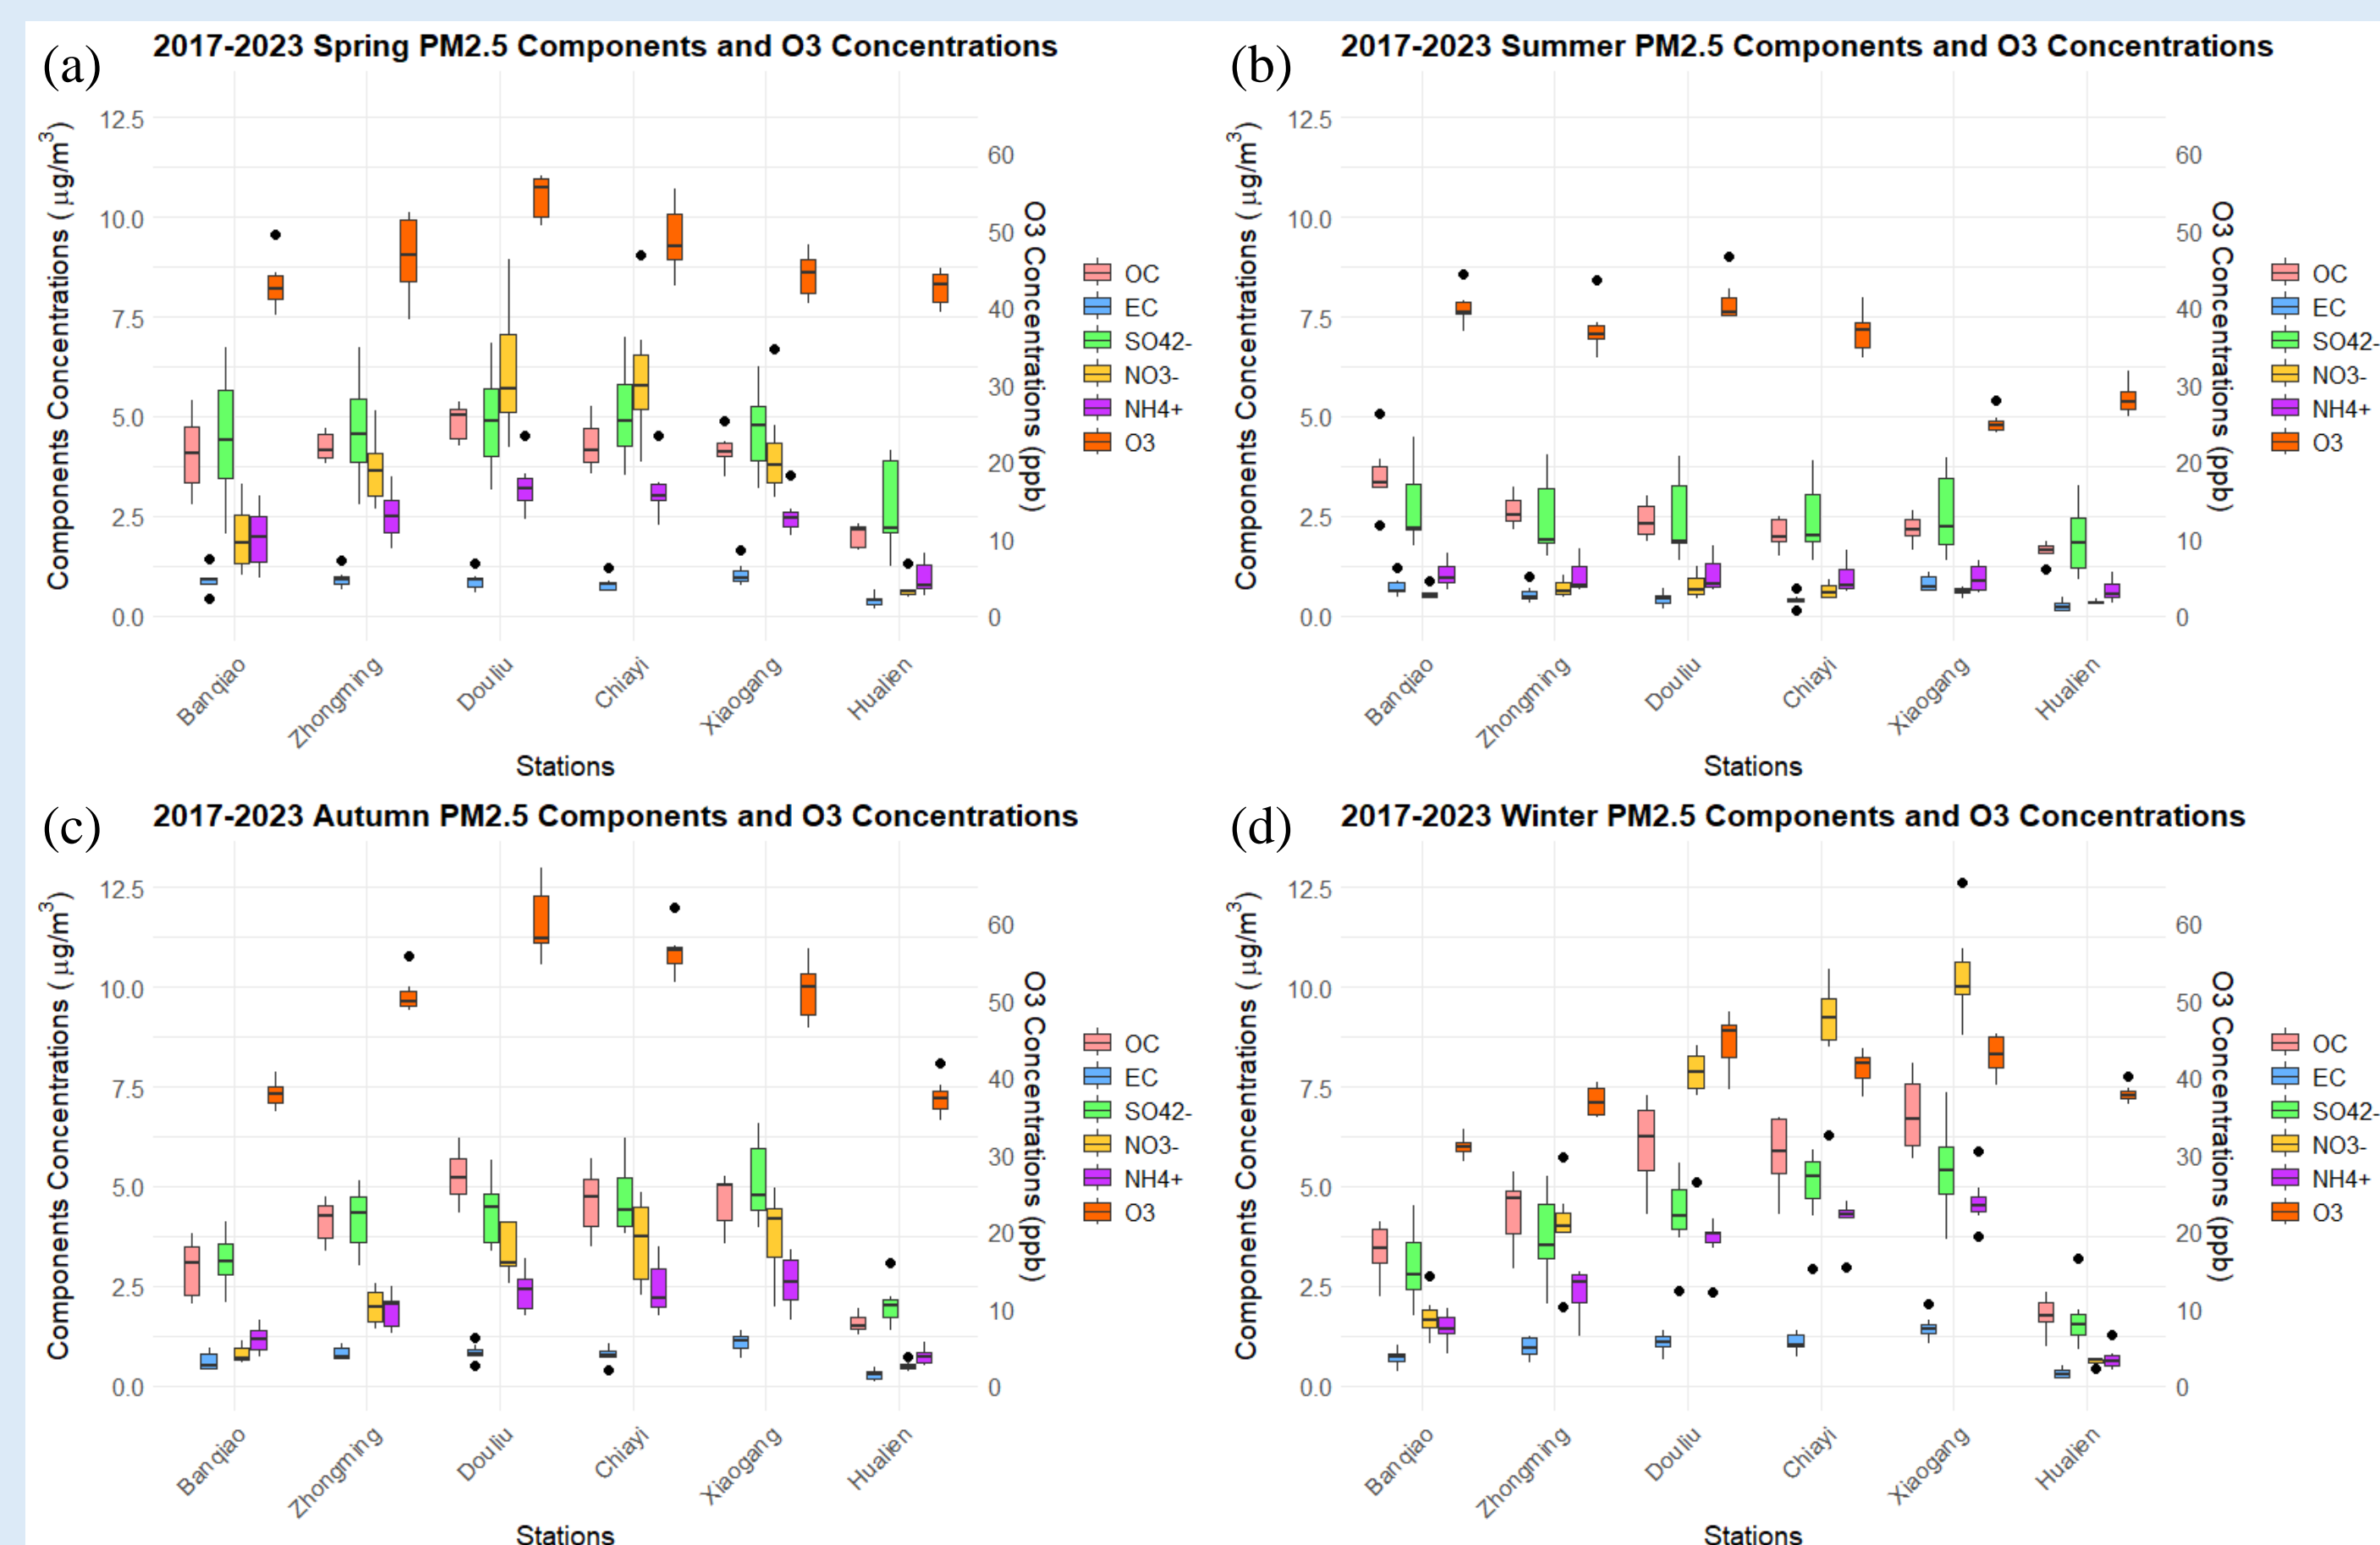 (a)
2017-2023 Spring PM2.5 Components and O3 Concentrations
Components Concentrations ( μg/m3)
12.5
10.0
7.5
5.0
2.5
0.0
60
50
40
30
20
10
0
O3 Concentrations (ppb)
OC
EC
SO42-
NO3-
NH4+
O3
Banqiao
Zhongming
Douliu
Chiayi
Xiaogang
Hualien
Stations
(b)
2017-2023 Summer PM2.5 Components and O3 Concentrations
Components Concentrations ( μg/m3)
12.5
10.0
7.5
5.0
2.5
0.0
60
50
40
30
20
10
0
O3 Concentrations (ppb)
OC
EC
SO42-
NO3-
NH4+
O3
Banqiao
Zhongming
Douliu
Chiayi
Xiaogang
Hualien
Stations
(c)
2017-2023 Autumn PM2.5 Components and O3 Concentrations
Components Concentrations ( μg/m3)
12.5
10.0
7.5
5.0
2.5
0.0
60
50
40
30
20
10
0
O3 Concentrations (ppb)
OC
EC
SO42-
NO3-
NH4+
O3
Banqiao
Zhongming
Douliu
Chiayi
Xiaogang
Hualien
Stations
(d)
2017-2023 Winter PM2.5 Components and O3 Concentrations
Components Concentrations ( μg/m3)
12.5
10.0
7.5
5.0
2.5
0.0
60
50
40
30
20
10
0
O3 Concentrations (ppb)
OC
EC
SO42-
NO3-
NH4+
O3
Banqiao
Zhongming
Douliu
Chiayi
Xiaogang
Hualien
Stations